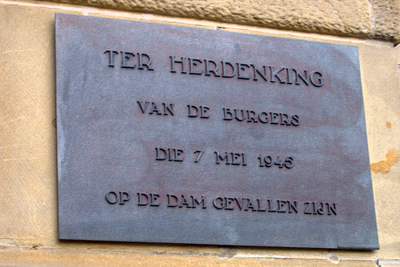 TER HERDENKING
VAN DE BURGERS
DIE 7 MEI 1945
OP DE DAM GEVALLEN ZIJN